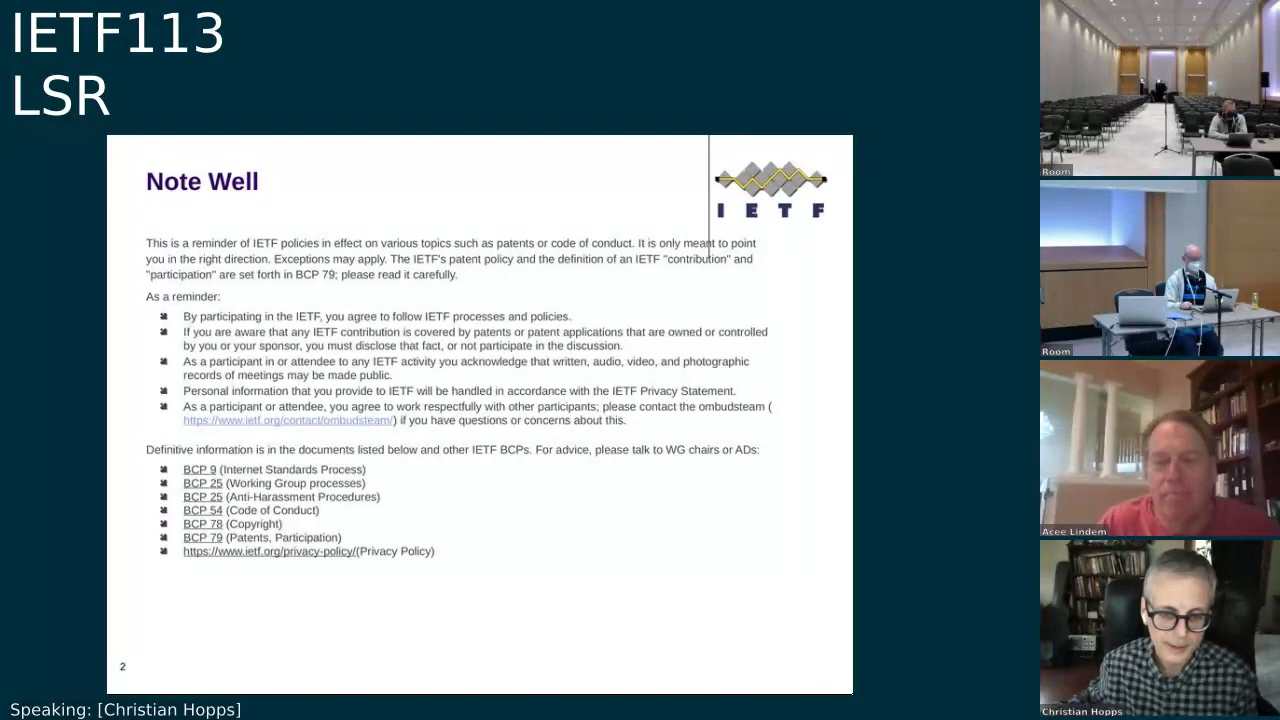 IETF113
LSR
Note Well
I E T F
This is a reminder of IETF policies in effect on various topics such as patents or code of conduct. It is only meant to point
you in the right direction. Exceptions may apply. The IETF's patent policy and the definition of an IETF "contribution" and
"participation" are set forth in BCP 79; please read it carefully.
As a reminder:
By participating in the IETF, you agree to follow IETF processes and policies.
If you are aware that any IETF contribution is covered by patents or patent applications that are owned or controlled
by you or your sponsor, you must disclose that fact, or not participate in the discussion.
As a participant in or attendee to any IETF activity you acknowledge that written, audio, video, and photographic
records of meetings may be made public.
Personal information that you provide to IETF will be handled in accordance with the IETF Privacy Statement.
As a participant or attendee, you agree to work respectfully with other participants; please contact the ombudsteam (
https://www.ietf.org/contact/ombudsteam/) if you have questions or concerns about this.
Definitive information is in the documents listed below and other IETF BCPs. For advice, please talk to WG chairs or ADs:
BCP 9 (Internet Standards Process)
BCP 25 (Working Group processes)
BCP 25 (Anti-Harassment Procedures)
BCP 54 (Code of Conduct)
BCP 78 (Copyright)
BCP 79 (Patents, Participation)
https://www.ietf.org/privacy-policy/(Privacy Policy)
2
Speaking: [Christian Hopps]
Room
Room
Acee Lindem
Christian Hopps